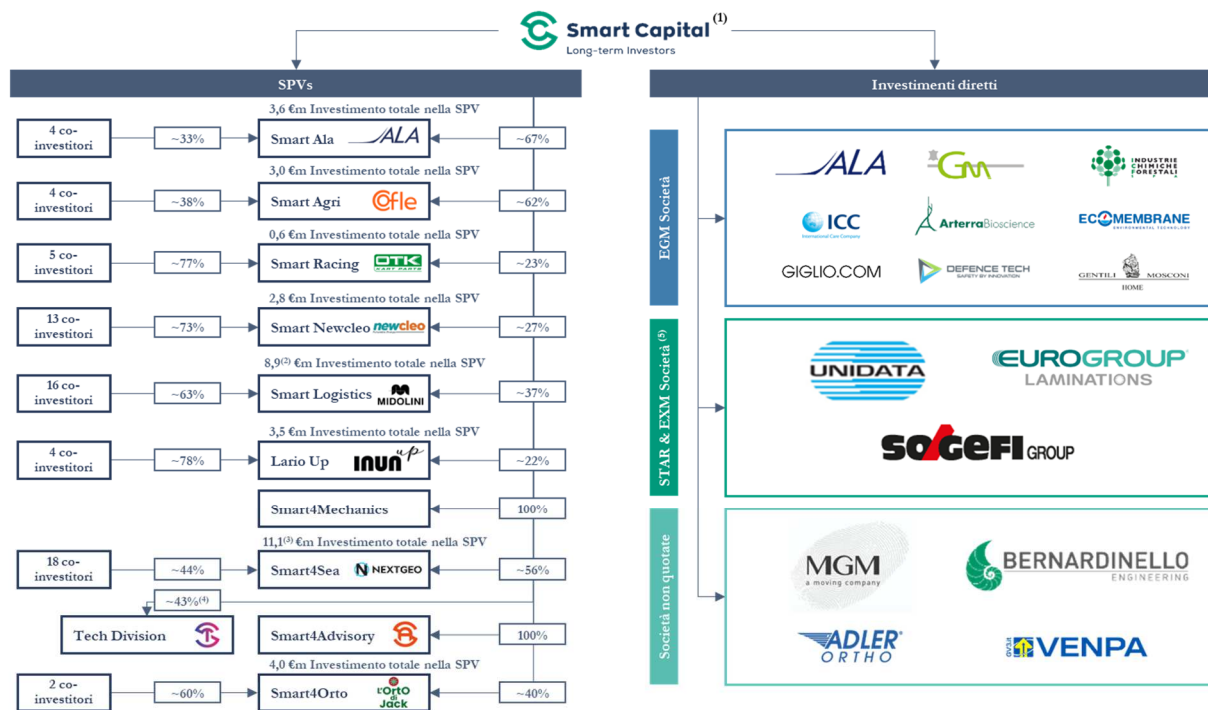 Smart Capital (1)
Long-term Investors
SPVs
3,6 €m Investimento totale nella SPV
4 co-
investitori
~33%
Smart Ala
ALA
~67%
3,0 €m Investimento totale nella SPV
4 co-
investitori
~38%
Smart Agri
Cofle
~62%
0,6 €m Investimento totale nella SPV
5 co-
investitori
~77%
Smart Racing
OTK
KART PARTS
~23%
2,8 €m Investimento totale nella SPV
13 co-
investitori
~73%
Smart Newcleo
newcleo
~27%
8,9(2) €m Investimento totale nella SPV
16 co-
investitori
~63%
Smart Logistics
MIDOLINI
~37%
3,5 €m Investimento totale nella SPV
4 co-
investitori
~78%
Lario Up
INUN up
~22%
Smart4Mechanics
100%
11,1(3) €m Investimento totale nella SPV
18 co-
investitori
~44%
Smart4Sea
NEXTGEO
~56%
~43%(4)
Tech Division
Smart4Advisory
100%
4,0 €m Investimento totale nella SPV
2 co-
investitori
~60%
Smart4Orto
L'OrtO
di
Jack
~40%
Investimenti diretti
EGM Società
ALA
GM
INDUSTRIE
CHIMICHE
FORESTALI
ICC
International Care Company
ArterraBioscience
ECOMEMBRANE
ENVIRONMENTAL TECHNOLOGY
GIGLIO.COM
DEFENCE TECH
SAFETY BY INNOVATION
GENTILI MOSCONI
HOME
STAR & EXM Società (5)
UNIDATA
EUROGROUP
LAMINATIONS
SOGEFI GROUP
Società non quotate
MGM
a moving company
BERNARDINELLO
ENGINEERING
ADLER
ORTHO
GV3.it
VENPA